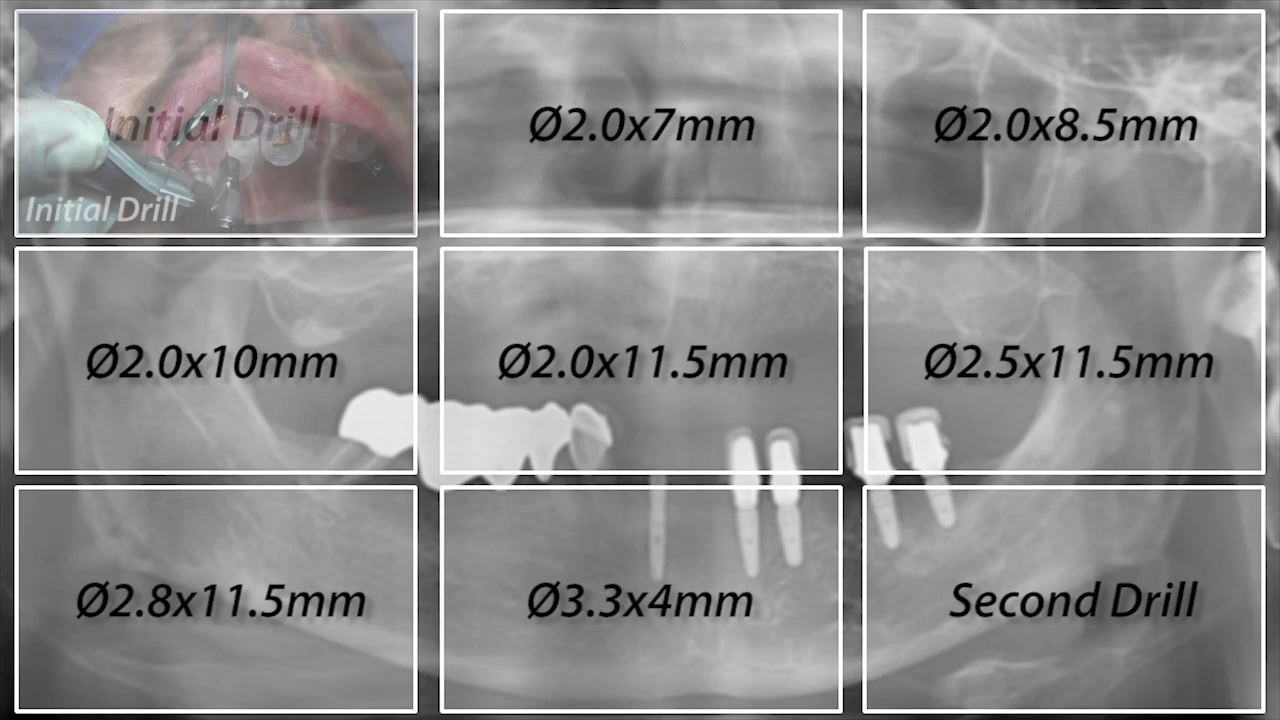 Initial Drill
Initial Drill
Ø2.0x7mm
Ø2.0x8.5mm
Ø2.0x10mm
Ø2.0x11.5mm
Ø2.5x11.5mm
Ø2.8x11.5mm
Ø3.3x4mm
Second Drill